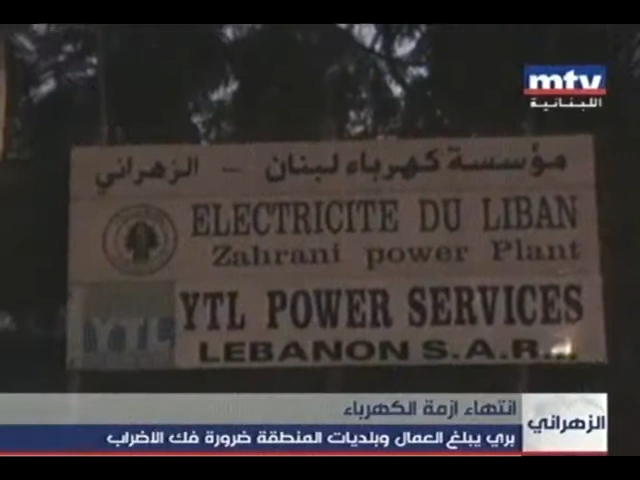 mtv
اللبنانية
مؤسسة كهرباء لبنان - الزهراني
ELECTRICITE DU LIBAN
Zahrani power Plant
YTL POWER SERVICES
YTL
LEBANON S.A.R.
انتهاء ازمة الكهرباء
الزهراني
بري يبلغ العمال وبلديات المنطقة ضرورة فك الاضراب